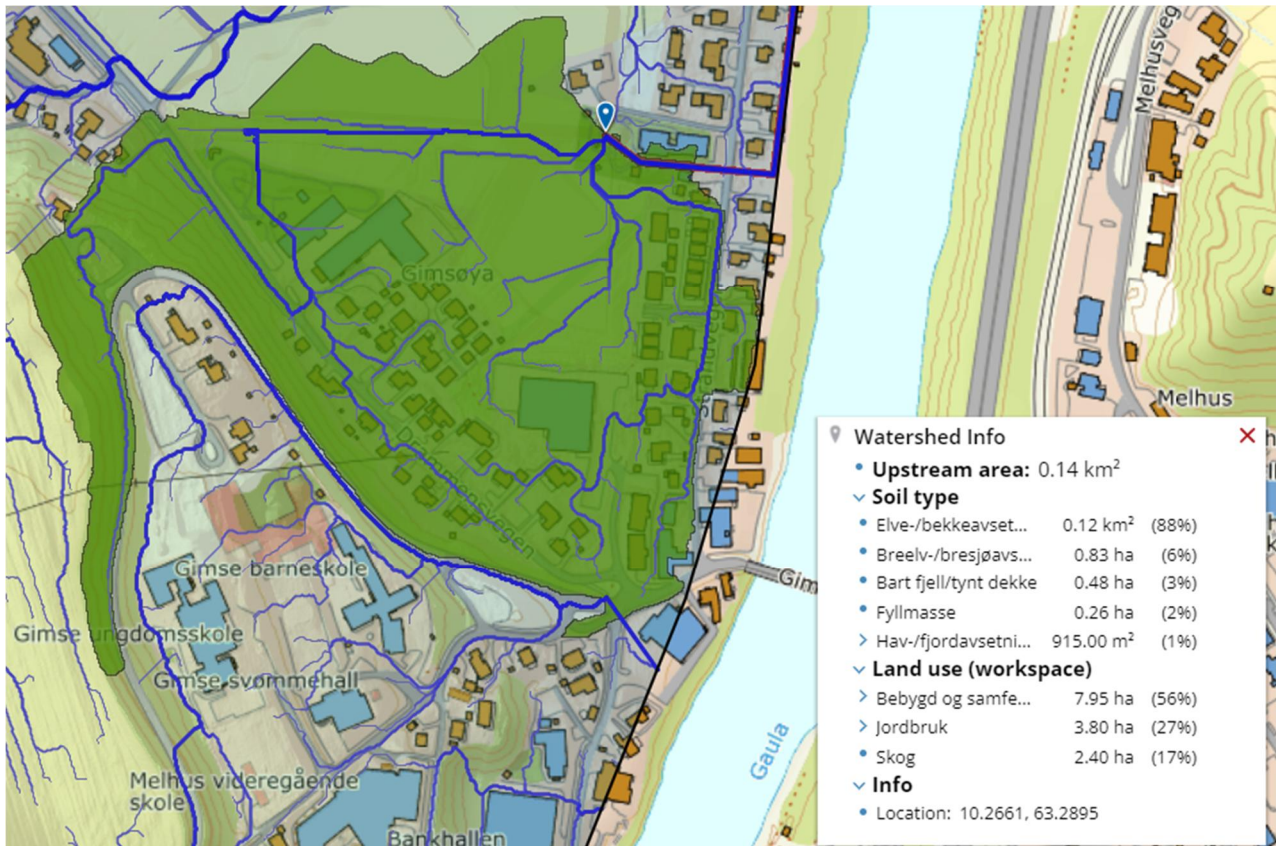 Melhusveg
Gimsøya
Melhus
Drammensvegen
Gimse barneskole
Gim
Gimse ungdomsskole
Gimse svømmehall
Gaula
Melhus videregående
skole
Bankhallen
Watershed Info
Upstream area: 0.14 km²
Soil type
Elve-/bekkeavset... 0.12 km² (88%)
Breelv-/bresjøavs... 0.83 ha (6%)
Bart fjell/tynt dekke 0.48 ha (3%)
Fyllmasse 0.26 ha (2%)
Hav-/fjordavsetni... 915.00 m² (1%)
Land use (workspace)
Bebygd og samfe... 7.95 ha (56%)
Jordbruk 3.80 ha (27%)
Skog 2.40 ha (17%)
Info
Location: 10.2661, 63.2895